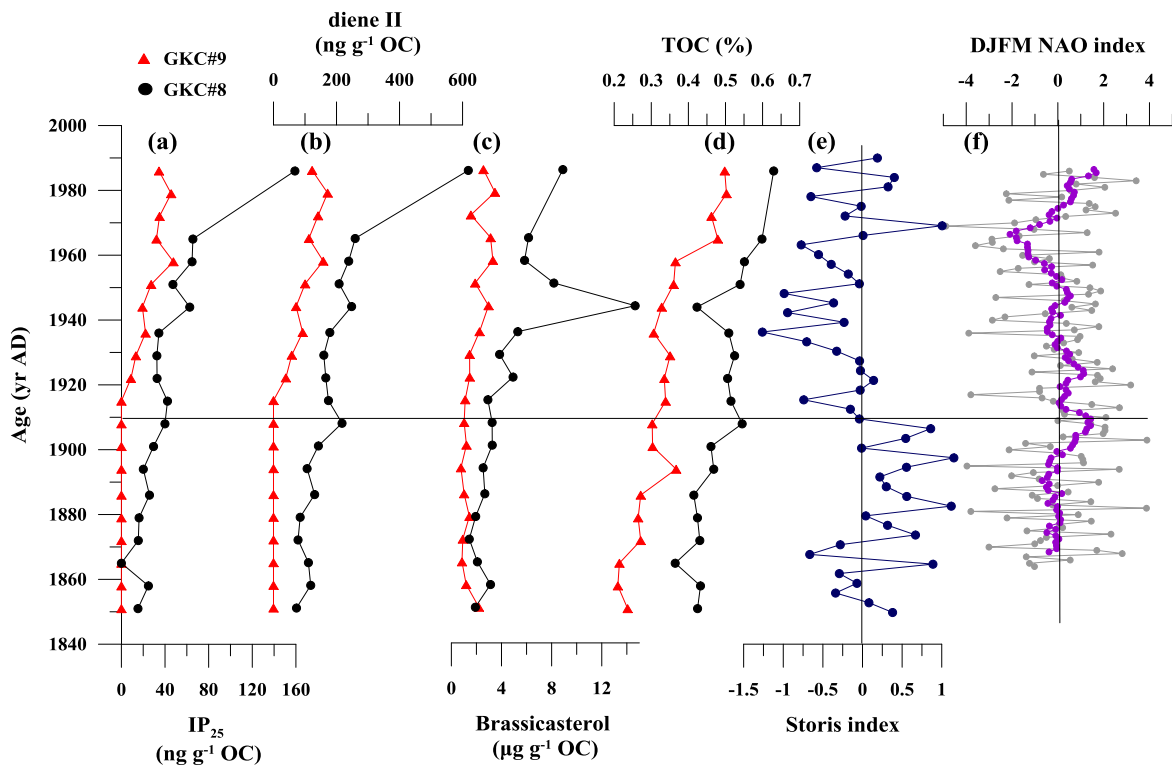 diene II
(ng g⁻¹ OC)
TOC (%)
DJFM NAO index
GKC#9
GKC#8
0 200 400 600
0.2 0.3 0.4 0.5 0.6 0.7
-4 -2 0 2 4
(a) (b) (c) (d) (e) (f)
Age (yr AD)
2000
1980
1960
1940
1920
1900
1880
1860
1840
0 40 80 120 160
0 4 8 12
-1.5 -1 -0.5 0 0.5 1
IP₂₅
(ng g⁻¹ OC)
Brassicasterol
(µg g⁻¹ OC)
Storis index